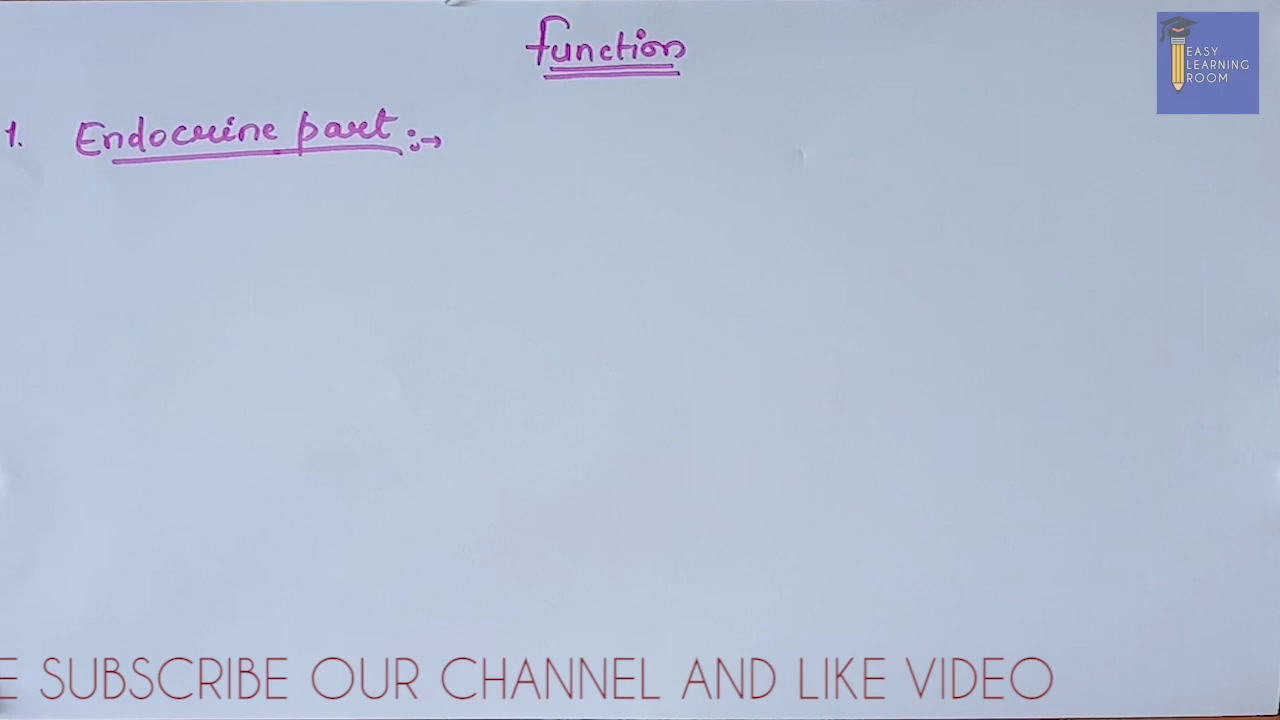 Function
1. Endocrine part :→
EASY
LEARNING
ROOM
E SUBSCRIBE OUR CHANNEL AND LIKE VIDEO